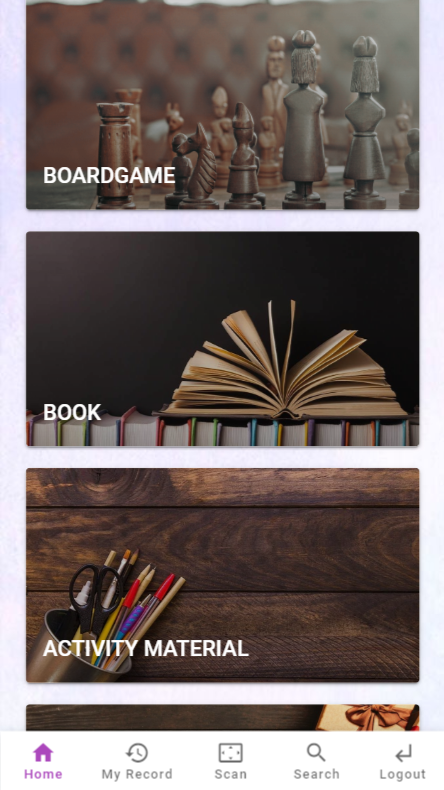 BOARDGAME
BOOK
ACTIVITY MATERIAL
Home
My Record
Scan
Search
Logout